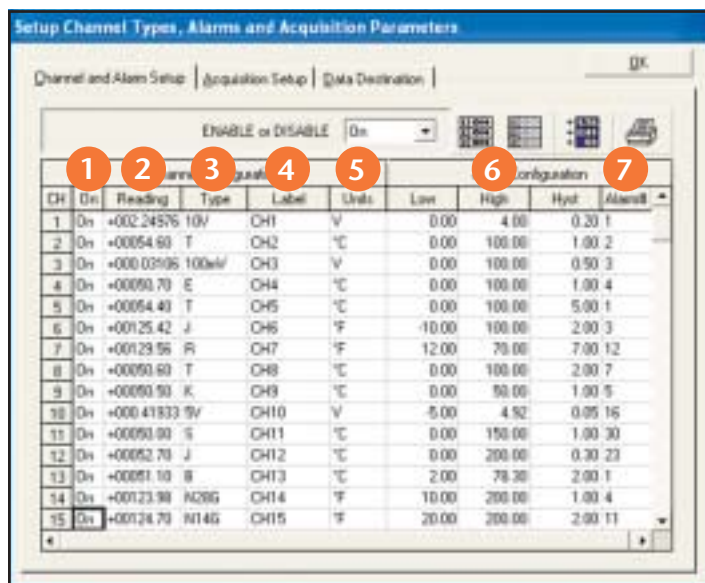 Setup Channel Types, Alarms and Acquisition Parameters
OK
Channel and Alarm Setup Acquisition Setup Data Destination
ENABLE or DISABLE On
1 2 3 4 5 6 7
CH On Reading Type Label Units Low High Hyst
1 On +002.24976 10V CH1 V 0.00 4.00 0.20 1
2 On +00054.60 T CH2 °C 0.00 100.00 1.00 2
3 On +000.03106 100mV CH3 V 0.00 100.00 0.50 3
4 On +00050.70 E CH4 °C 0.00 100.00 1.00 4
5 On +00054.40 T CH5 °C 0.00 100.00 5.00 1
6 On +00125.42 J CH6 °F -10.00 100.00 2.00 3
7 On +00129.56 R CH7 °F 12.00 70.00 7.00 12
8 On +00050.60 T CH8 °C 0.00 100.00 2.00 7
9 On +00050.50 K CH9 °C 0.00 50.00 1.00 5
10 On +000.41933 5V CH10 V -5.00 4.92 0.05 16
11 On +00050.00 S CH11 °C 0.00 150.00 1.00 30
12 On +00052.70 J CH12 °C 0.00 200.00 0.30 23
13 On +00051.10 B CH13 °C 2.00 78.30 2.00 1
14 On +00123.98 N28G CH14 °F 10.00 200.00 1.00 4
15 On +00124.70 N14G CH15 °F 20.00 200.00 2.00 11